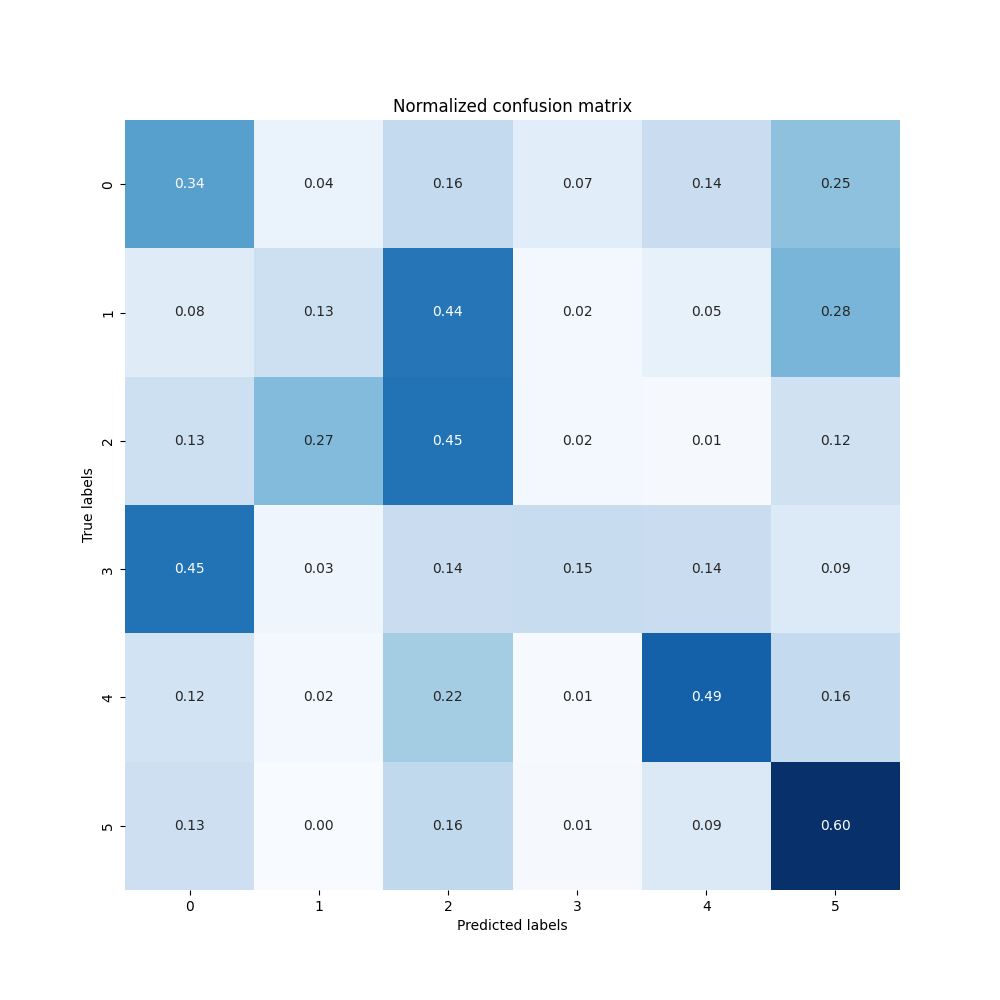 Normalized confusion matrix
0 0.34 0.04 0.16 0.07 0.14 0.25
1 0.08 0.13 0.44 0.02 0.05 0.28
2 0.13 0.27 0.45 0.02 0.01 0.12
True labels
3 0.45 0.03 0.14 0.15 0.14 0.09
4 0.12 0.02 0.22 0.01 0.49 0.16
5 0.13 0.00 0.16 0.01 0.09 0.60
0 1 2 3 4 5
Predicted labels